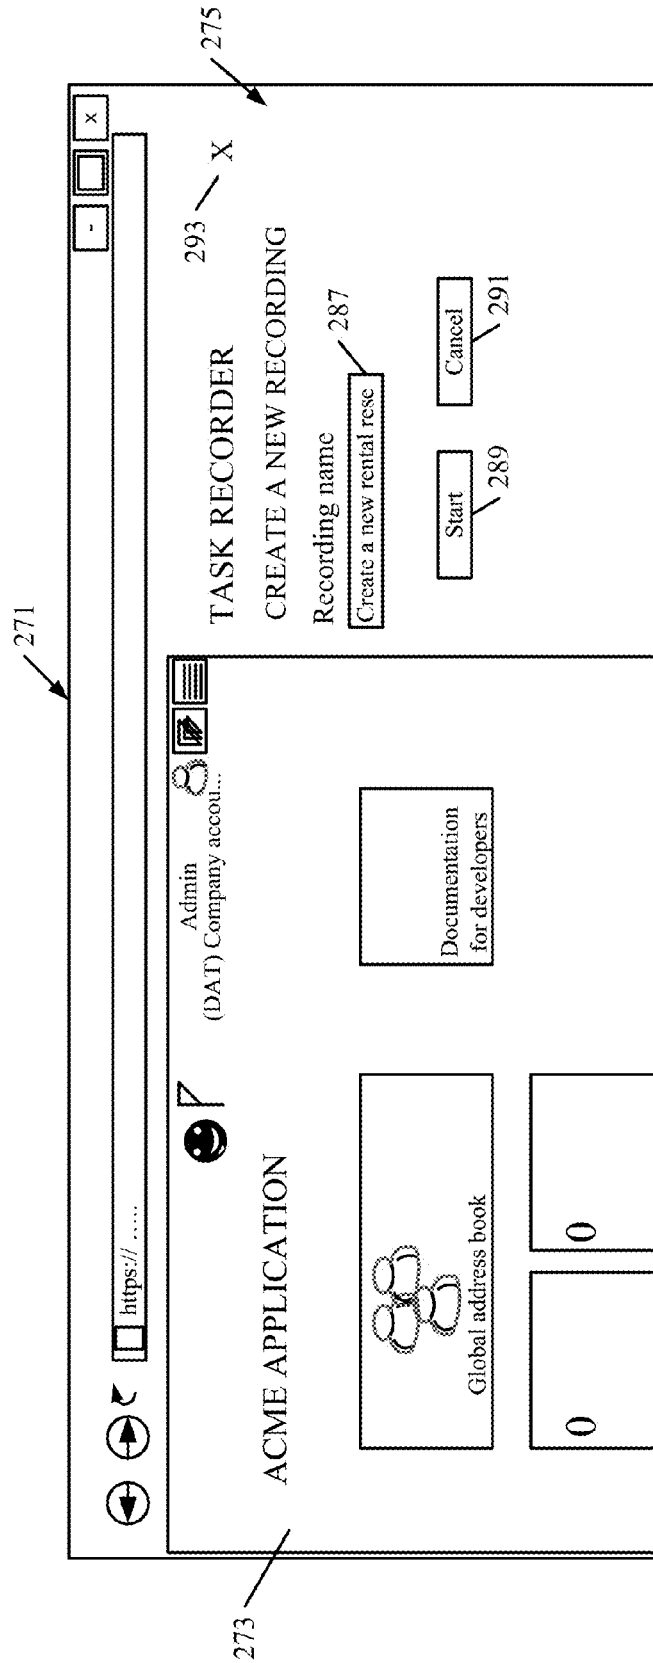 271
275
- x
https:// ......
293 X
Admin
(DAT) Company accou...
TASK RECORDER
ACME APPLICATION
CREATE A NEW RECORDING
Recording name
287
Create a new rental rese
Documentation
for developers
Global address book
Start
Cancel
289
291
0
0
273